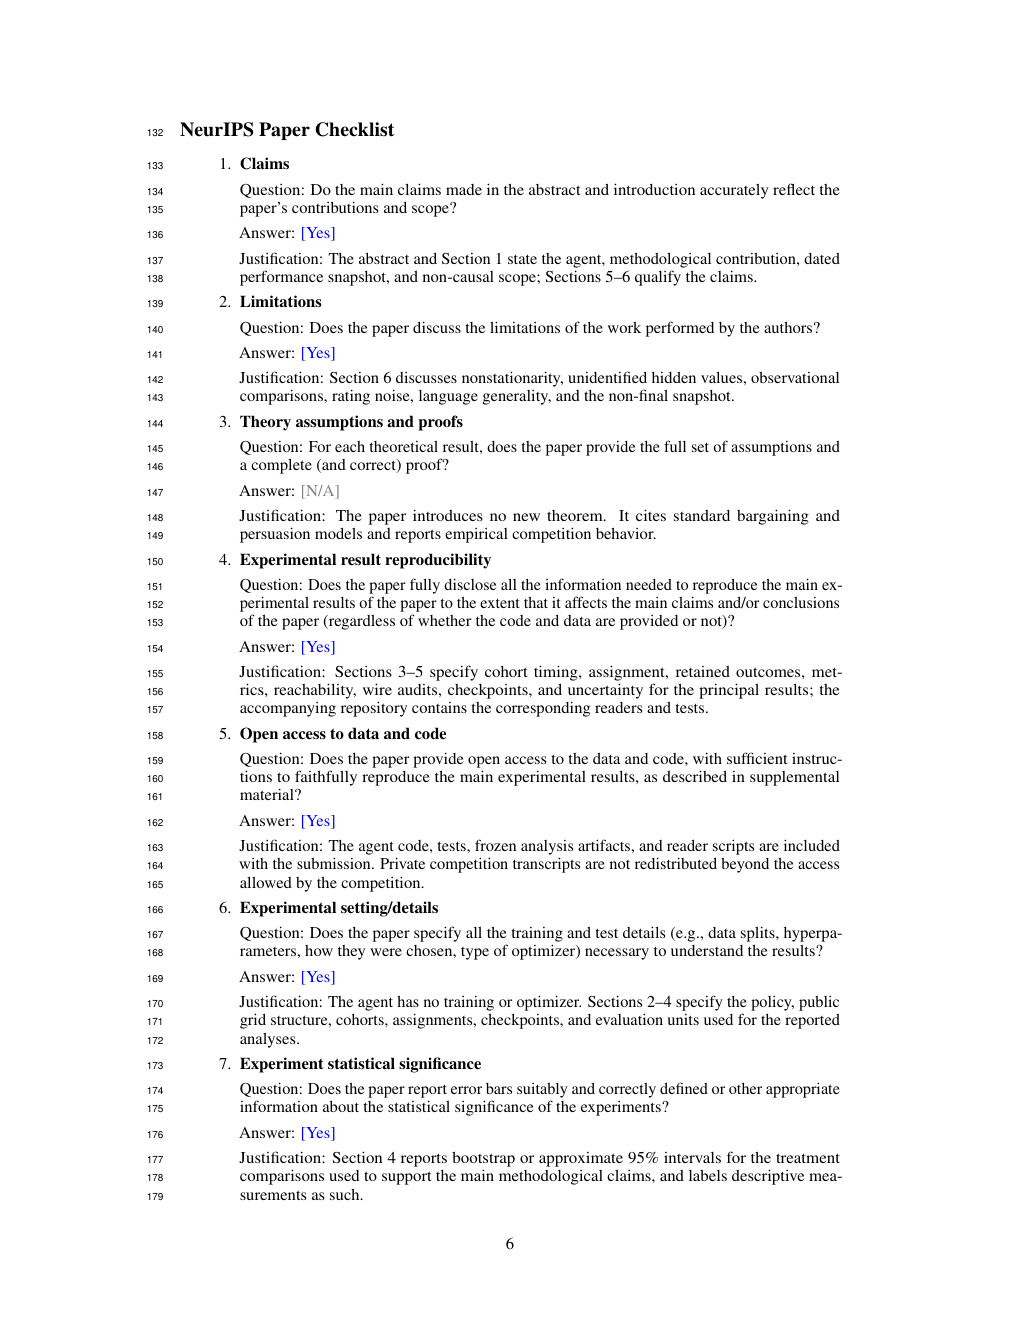 132 NeurIPS Paper Checklist
133 1. Claims
134 Question: Do the main claims made in the abstract and introduction accurately reflect the
135 paper's contributions and scope?
136 Answer: [Yes]
137 Justification: The abstract and Section 1 state the agent, methodological contribution, dated
138 performance snapshot, and non-causal scope; Sections 5–6 qualify the claims.
139 2. Limitations
140 Question: Does the paper discuss the limitations of the work performed by the authors?
141 Answer: [Yes]
142 Justification: Section 6 discusses nonstationarity, unidentified hidden values, observational
143 comparisons, rating noise, language generality, and the non-final snapshot.
144 3. Theory assumptions and proofs
145 Question: For each theoretical result, does the paper provide the full set of assumptions and
146 a complete (and correct) proof?
147 Answer: [N/A]
148 Justification: The paper introduces no new theorem. It cites standard bargaining and
149 persuasion models and reports empirical competition behavior.
150 4. Experimental result reproducibility
151 Question: Does the paper fully disclose all the information needed to reproduce the main ex-
152 perimental results of the paper to the extent that it affects the main claims and/or conclusions
153 of the paper (regardless of whether the code and data are provided or not)?
154 Answer: [Yes]
155 Justification: Sections 3–5 specify cohort timing, assignment, retained outcomes, met-
156 rics, reachability, wire audits, checkpoints, and uncertainty for the principal results; the
157 accompanying repository contains the corresponding readers and tests.
158 5. Open access to data and code
159 Question: Does the paper provide open access to the data and code, with sufficient instruc-
160 tions to faithfully reproduce the main experimental results, as described in supplemental
161 material?
162 Answer: [Yes]
163 Justification: The agent code, tests, frozen analysis artifacts, and reader scripts are included
164 with the submission. Private competition transcripts are not redistributed beyond the access
165 allowed by the competition.
166 6. Experimental setting/details
167 Question: Does the paper specify all the training and test details (e.g., data splits, hyperpa-
168 rameters, how they were chosen, type of optimizer) necessary to understand the results?
169 Answer: [Yes]
170 Justification: The agent has no training or optimizer. Sections 2–4 specify the policy, public
171 grid structure, cohorts, assignments, checkpoints, and evaluation units used for the reported
172 analyses.
173 7. Experiment statistical significance
174 Question: Does the paper report error bars suitably and correctly defined or other appropriate
175 information about the statistical significance of the experiments?
176 Answer: [Yes]
177 Justification: Section 4 reports bootstrap or approximate 95% intervals for the treatment
178 comparisons used to support the main methodological claims, and labels descriptive mea-
179 surements as such.
6